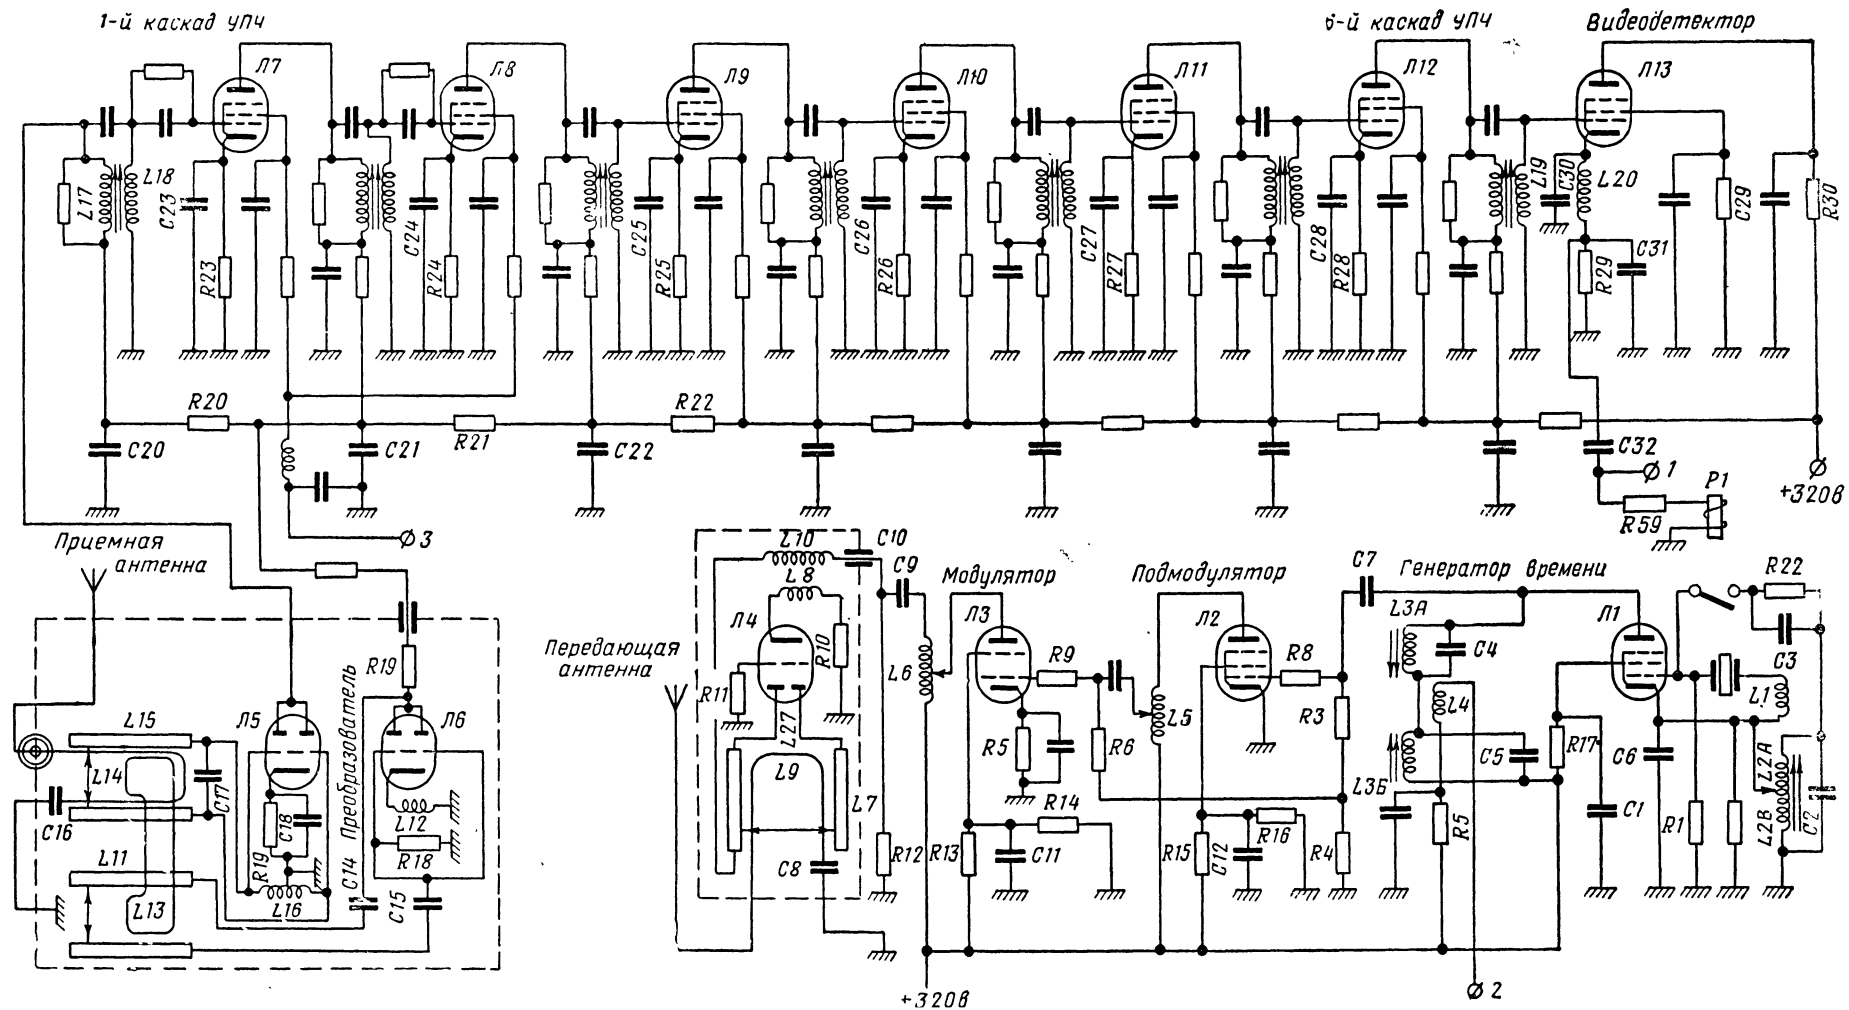 1-й каскад УПЧ
6-й каскад УПЧ
Видеодетектор
Л7
Л8
Л9
Л10
Л11
Л12
Л13
L17
L18
C23
R23
C24
R24
C25
R25
C26
R26
C27
R27
C28
R28
L19
C30
L20
R29
C31
C29
R30
R20
R21
R22
C20
C21
C22
C32
1
+320в
R59
P1
3
Приемная
антенна
Преобразователь
R19
Л5
Л6
L15
L14
C17
C16
C18
R19
L12
R18
L11
L13
L16
C14
C15
Передающая
антенна
L10
C10
L8
Л4
R10
R11
L27
L9
L7
C8
C9
L6
R12
Модулятор
Л3
R9
R5
R6
R14
R13
C11
Подмодулятор
Л2
R8
L5
R3
R15
C12
R16
R4
C7
Генератор времени
L3А
C4
L4
L3Б
C5
R5
Л1
R17
C6
C1
R1
R22
C3
L1
L2А
L2В
C2
+320в
2